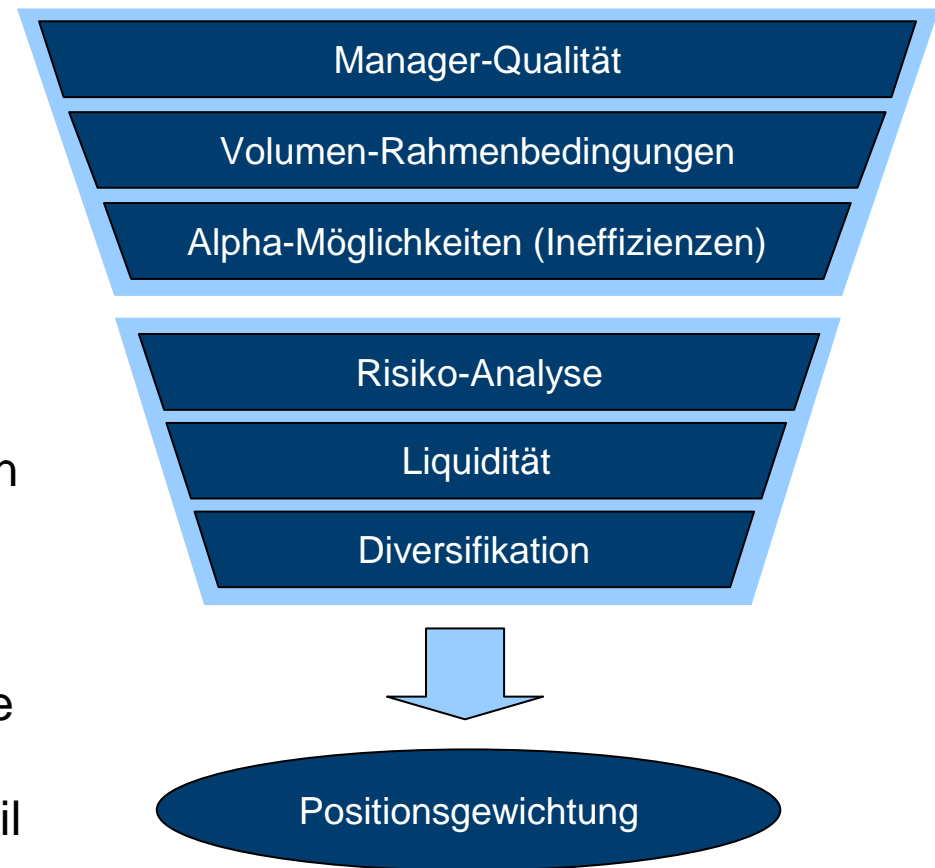 Manager-Qualität
Volumen-Rahmenbedingungen
Alpha-Möglichkeiten (Ineffizienzen)
Risiko-Analyse
Liquidität
Diversifikation
Positionsgewichtung